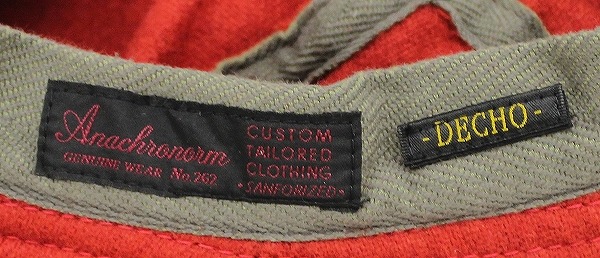 Anachronorm
GENUINE WEAR No.262
CUSTOM
TAILORED
CLOTHING
•SANFORIZED•
- DECHO -